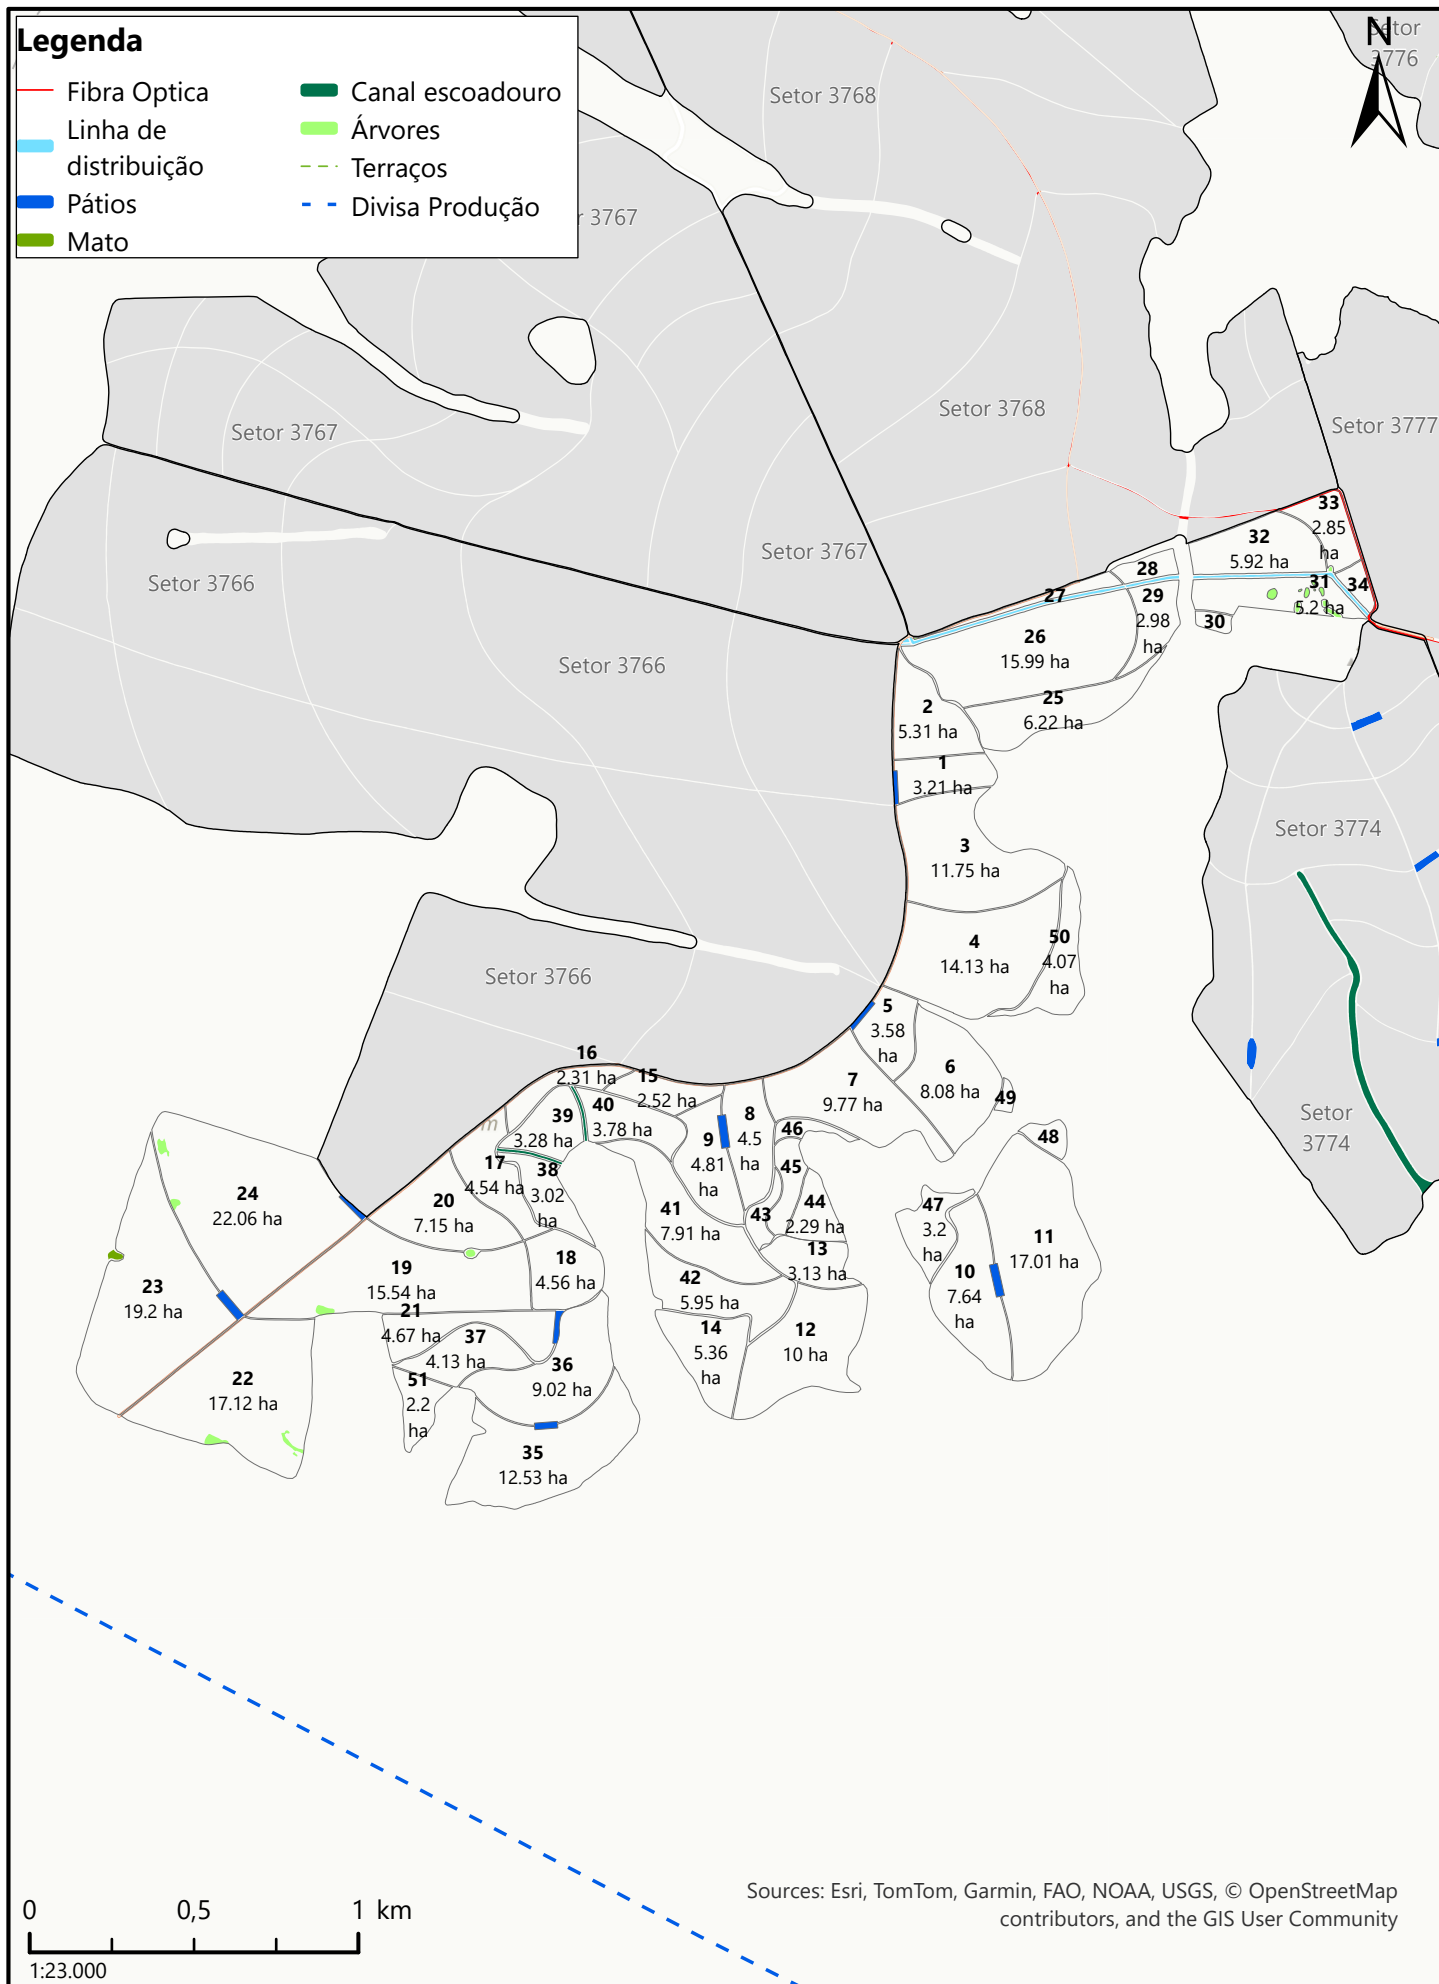 Legenda
Fibra Optica
Linha de
distribuição
Pátios
Mato
Canal escoadouro
Árvores
Terraços
Divisa Produção
N
Setor
3776
Setor 3768
r 3767
Setor 3768
Setor 3777
Setor 3767
Setor 3767
Setor 3766
Setor 3766
Setor 3774
Setor 3766
Setor
3774
33
2.85
ha
32
5.92 ha
28
27
29
2.98
ha
31
5.2 ha
34
30
26
15.99 ha
25
6.22 ha
2
5.31 ha
1
3.21 ha
3
11.75 ha
4
14.13 ha
50
4.07
ha
5
3.58
ha
6
8.08 ha
7
9.77 ha
49
48
16
2.31 ha
15
2.52 ha
39
3.28 ha
40
3.78 ha
8
4.5
ha
9
4.81
ha
46
45
44
2.29 ha
43
13
3.13 ha
m
17
4.54 ha
38
3.02
ha
20
7.15 ha
41
7.91 ha
47
3.2
ha
11
17.01 ha
10
7.64
ha
24
22.06 ha
23
19.2 ha
19
15.54 ha
18
4.56 ha
42
5.95 ha
21
4.67 ha
37
4.13 ha
14
5.36
ha
12
10 ha
22
17.12 ha
51
2.2
ha
36
9.02 ha
35
12.53 ha
0 0,5 1 km
1:23.000
Sources: Esri, TomTom, Garmin, FAO, NOAA, USGS, © OpenStreetMap
contributors, and the GIS User Community